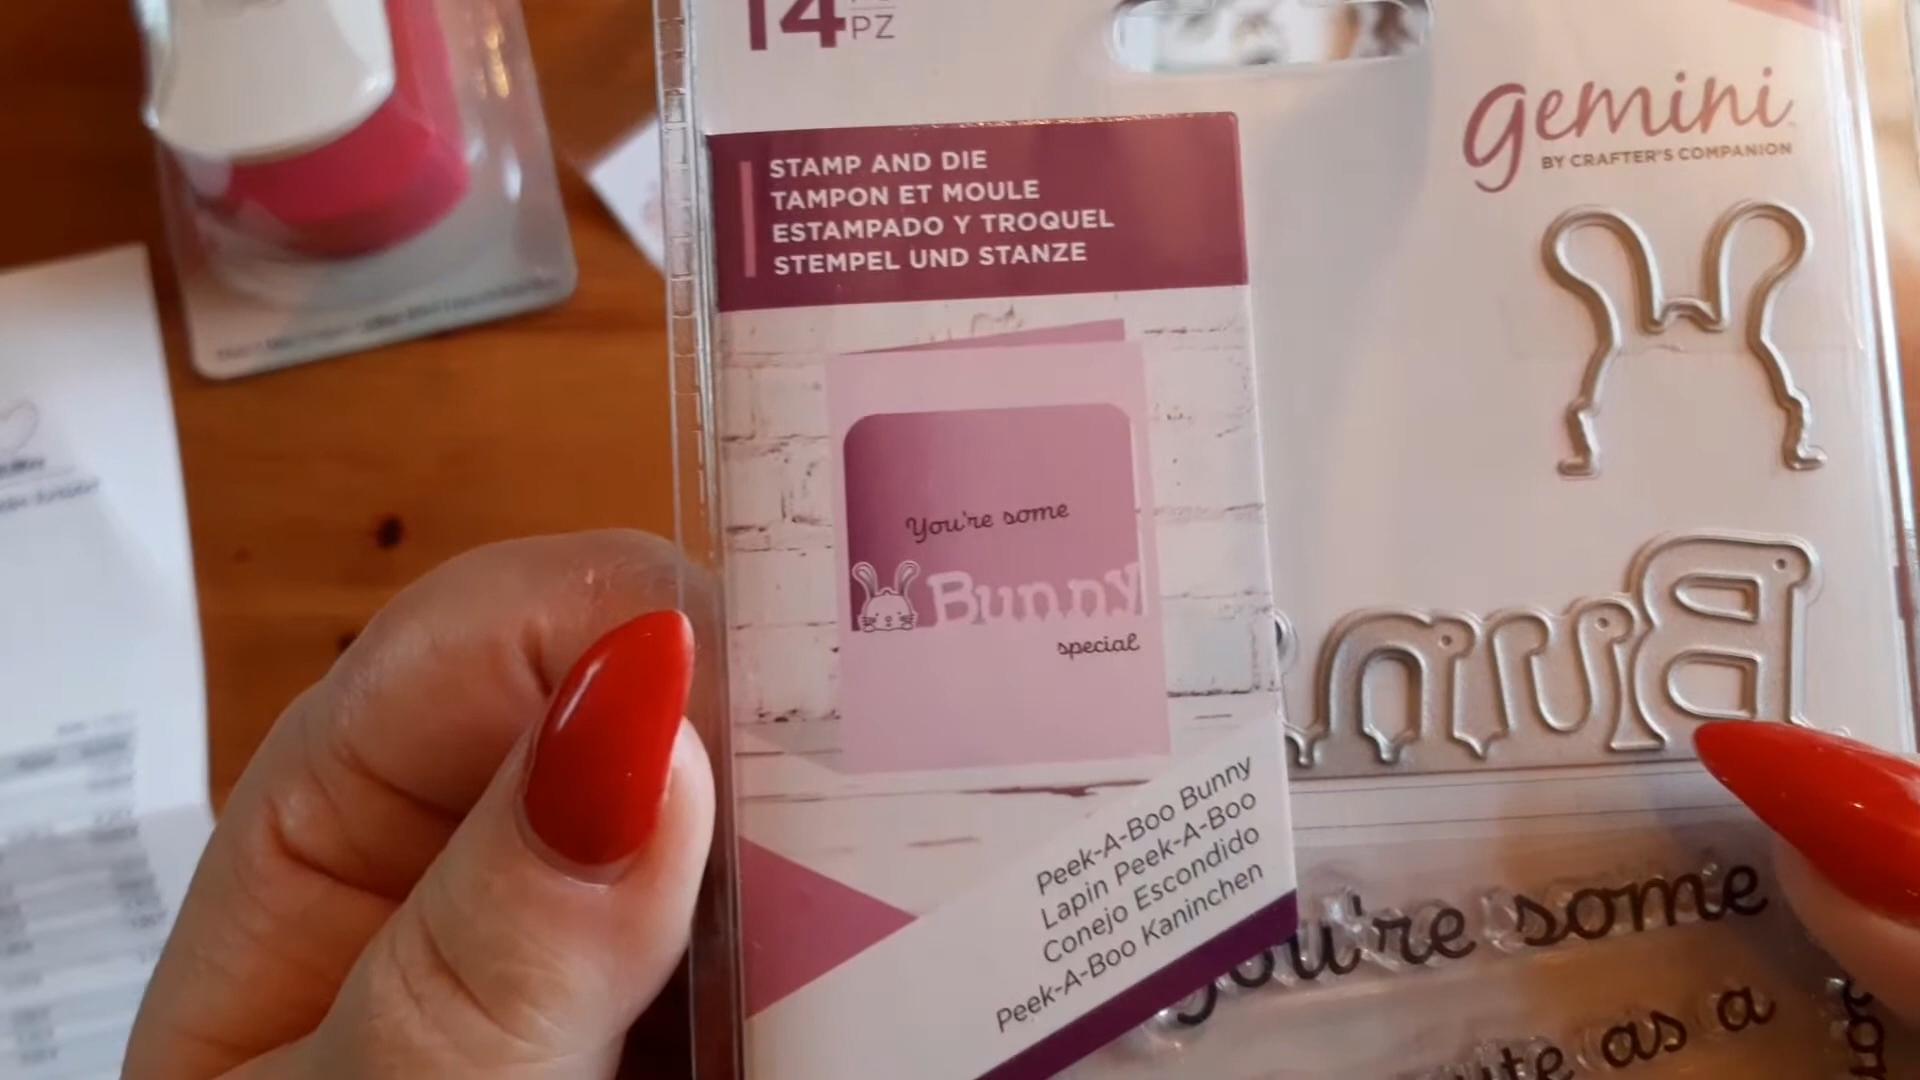 14
PZ
gemini
BY CRAFTER'S COMPANION
STAMP AND DIE
TAMPON ET MOULE
ESTAMPADO Y TROQUEL
STEMPEL UND STANZE
You're some
Bunny
special
Peek-A-Boo Bunny
Lapin Peek-A-Boo
Conejo Escondido
Peek-A-Boo Kaninchen
You're some
as a